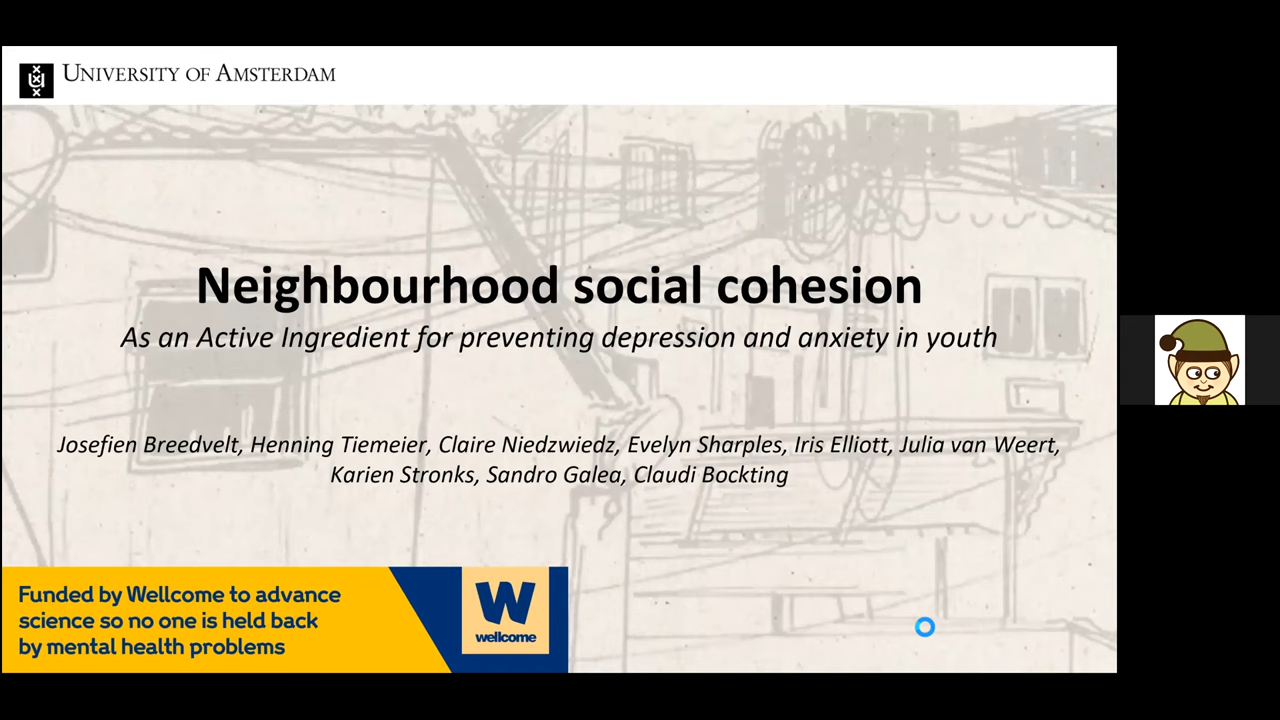 UNIVERSITY OF AMSTERDAM
Neighbourhood social cohesion
As an Active Ingredient for preventing depression and anxiety in youth
Josefien Breedvelt, Henning Tiemeier, Claire Niedzwiedz, Evelyn Sharples, Iris Elliott, Julia van Weert,
Karien Stronks, Sandro Galea, Claudi Bockting
Funded by Wellcome to advance
science so no one is held back
by mental health problems
W
wellcome